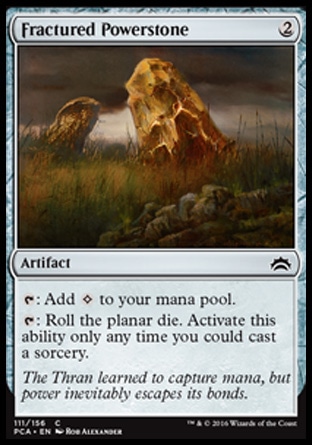 Fractured Powerstone 2
Artifact
: Add to your mana pool.
: Roll the planar die. Activate this
ability only any time you could cast
a sorcery.
The Thran learned to capture mana, but
power inevitably escapes its bonds.
111/156 C
PCA • EN Rob Alexander
™ & © 2016 Wizards of the Coast